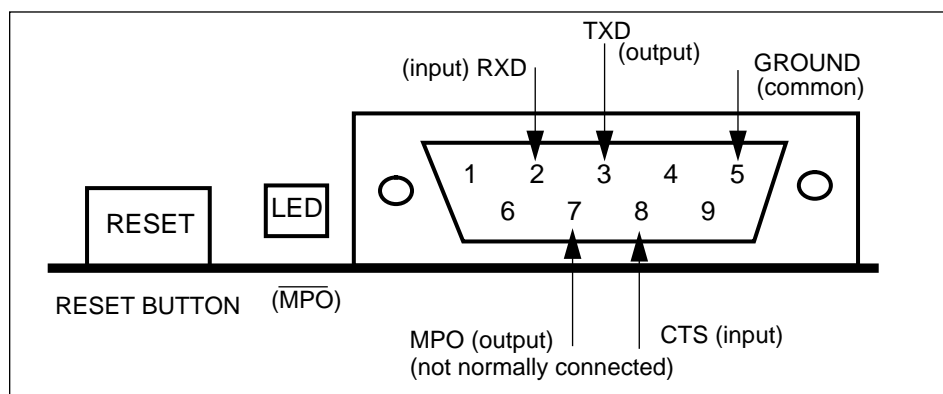 TXD
(output)
(input) RXD
GROUND
(common)
1 2 3 4 5
6 7 8 9
RESET
LED
RESET BUTTON
(MPO)
MPO (output)
(not normally connected)
CTS (input)